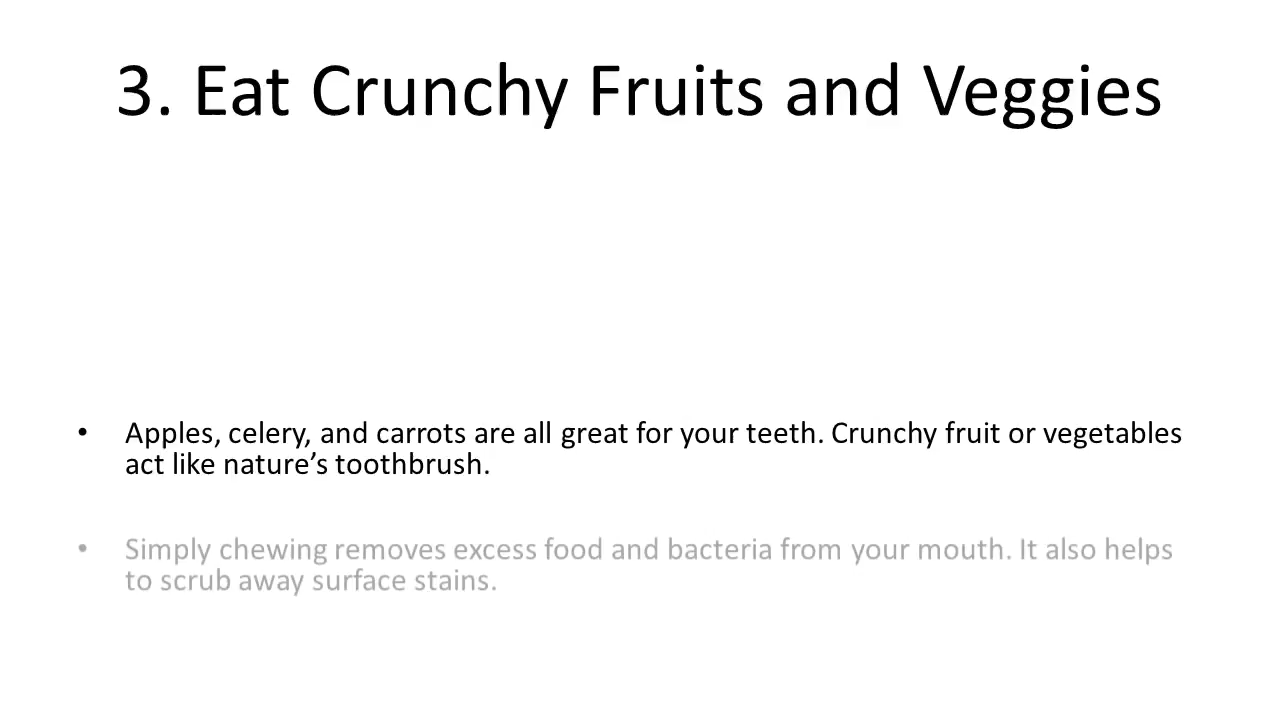 3. Eat Crunchy Fruits and Veggies
• Apples, celery, and carrots are all great for your teeth. Crunchy fruit or vegetables
act like nature’s toothbrush.
• Simply chewing removes excess food and bacteria from your mouth. It also helps
to scrub away surface stains.